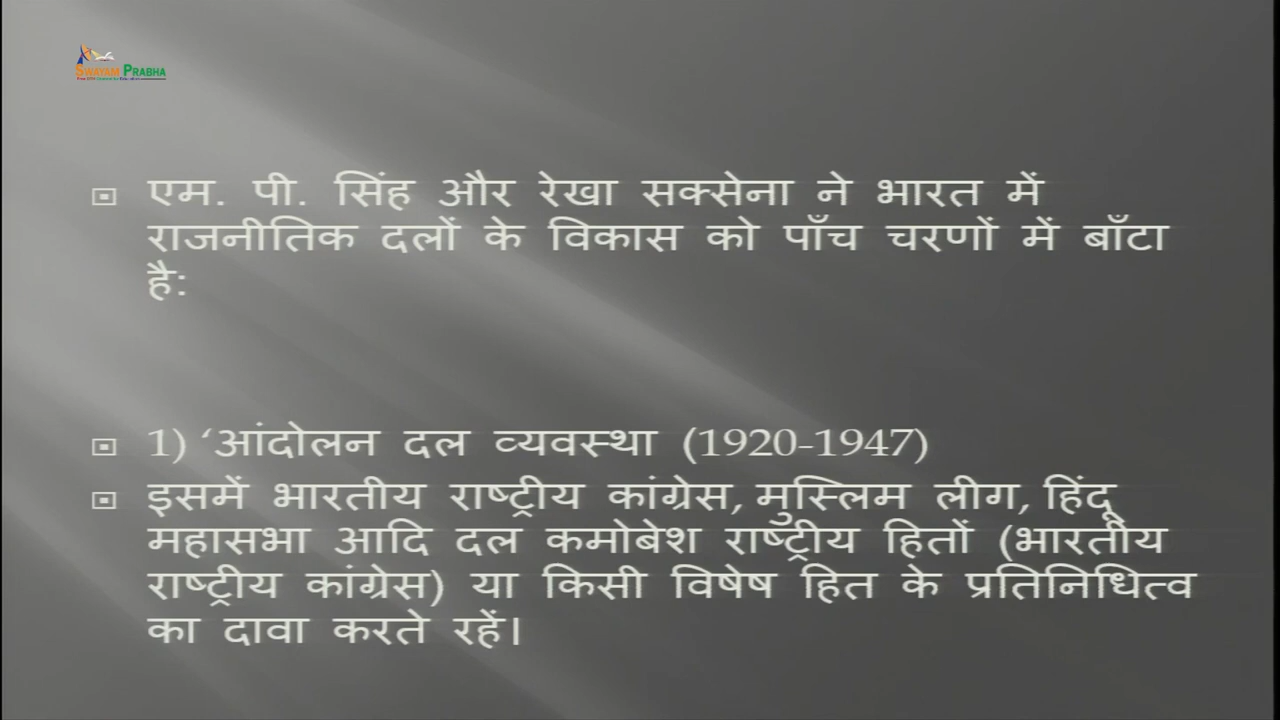 SWAYAM PRABHA
एम. पी. सिंह और रेखा सक्सेना ने भारत में
राजनीतिक दलों के विकास को पाँच चरणों में बाँटा
है:
1) ‘आंदोलन दल व्यवस्था (1920-1947)
इसमें भारतीय राष्ट्रीय कांग्रेस, मुस्लिम लीग, हिंदू
महासभा आदि दल कमोबेश राष्ट्रीय हितों (भारतीय
राष्ट्रीय कांग्रेस) या किसी विषेष हित के प्रतिनिधित्व
का दावा करते रहें।